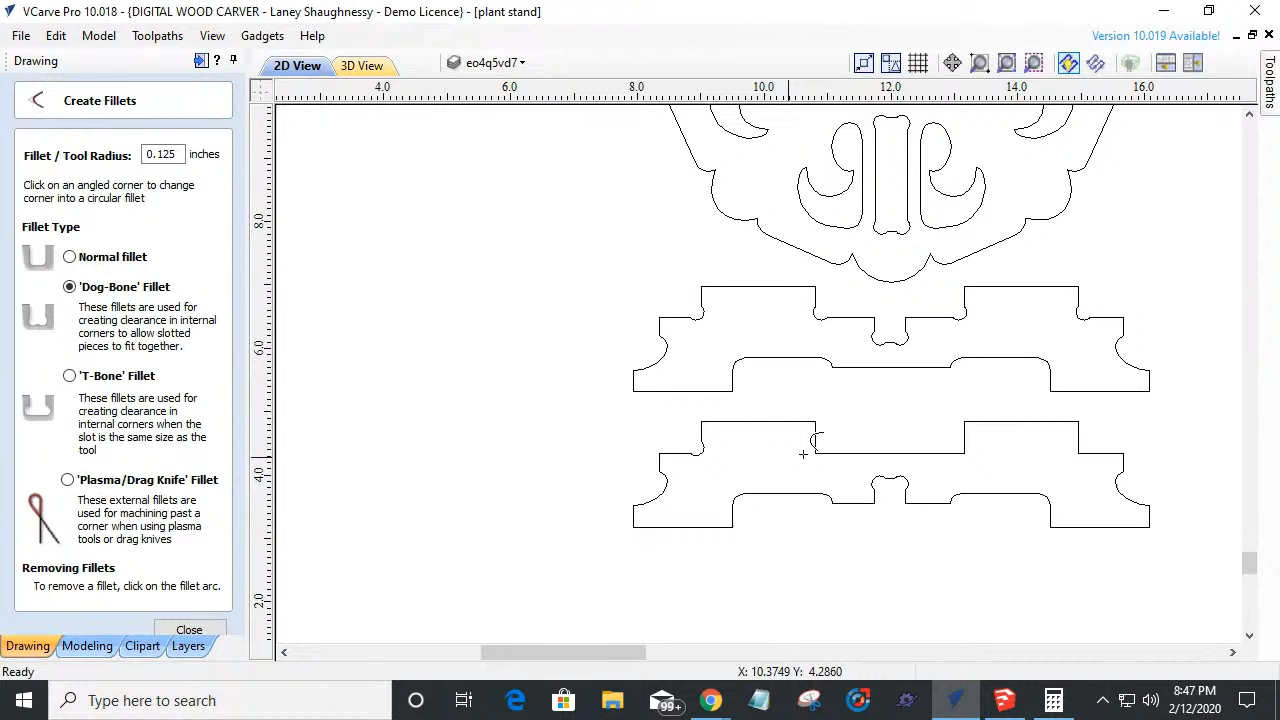 VCarve Pro 10.018 - {DIGITAL WOOD CARVER - Laney Shaughnessy - Demo Licence} - [plant stand]
File Edit Model Toolpaths View Gadgets Help Version 10.019 Available!
Drawing
2D View 3D View eo4q5vd7
Toolpaths
Create Fillets
4.0 6.0 8.0 10.0 12.0 14.0 16.0
Fillet / Tool Radius: 0.125 inches
Click on an angled corner to change
corner into a circular fillet
Fillet Type
Normal fillet
'Dog-Bone' Fillet
These fillets are used for
creating clearance in internal
corners to allow slotted
pieces to fit together.
'T-Bone' Fillet
These fillets are used for
creating clearance in
internal corners when the
slot is the same size as the
tool
'Plasma/Drag Knife' Fillet
These external fillets are
used for machining past a
corner when using plasma
tools or drag knives
Removing Fillets
To remove a fillet, click on the fillet arc.
Close
8.0
6.0
4.0
2.0
Drawing Modeling Clipart Layers
Ready X: 10.3749 Y: 4.2860
Type here to search
99+
8:47 PM
2/12/2020